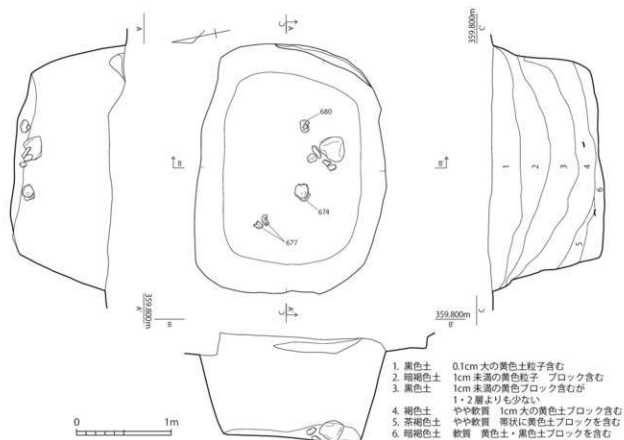 A
C
359.800m
C'
680
B
B'
1
2
3
4
6
5
674
677
359.800m
A'
B
C
A'
359.800m
B'
C
1. 黒色土 0.1cm 大の黄色土粒子含む
2. 暗褐色土 1cm 未満の黄色粒子 ブロック含む
3. 黒色土 1cm 未満の黄色ブロック含むが
1・2 層よりも少ない
4. 褐色土 やや軟質 1cm 大の黄色土ブロック含む
5. 茶褐色土 やや軟質 帯状に黄色土ブロックを含む
6. 暗褐色土 軟質 黄色土・黒色土ブロックを含む
0 1m